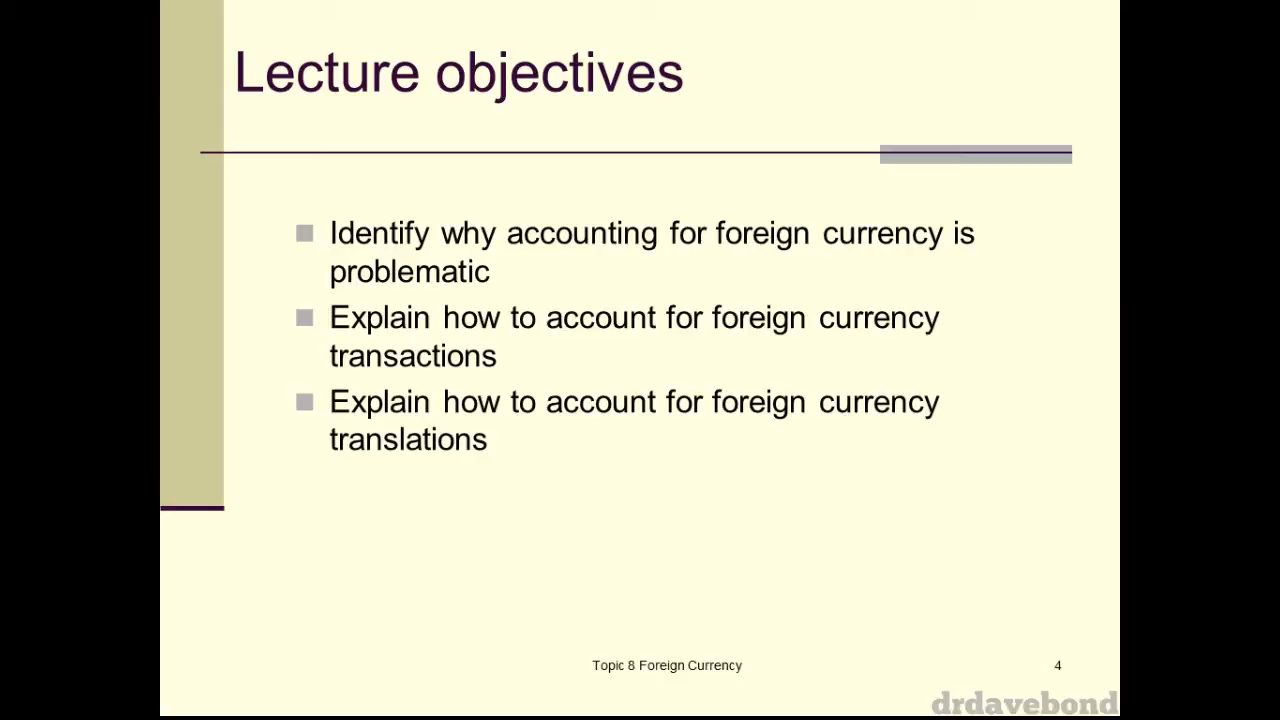 Lecture objectives
Identify why accounting for foreign currency is
problematic
Explain how to account for foreign currency
transactions
Explain how to account for foreign currency
translations
Topic 8 Foreign Currency
4
drdavebond